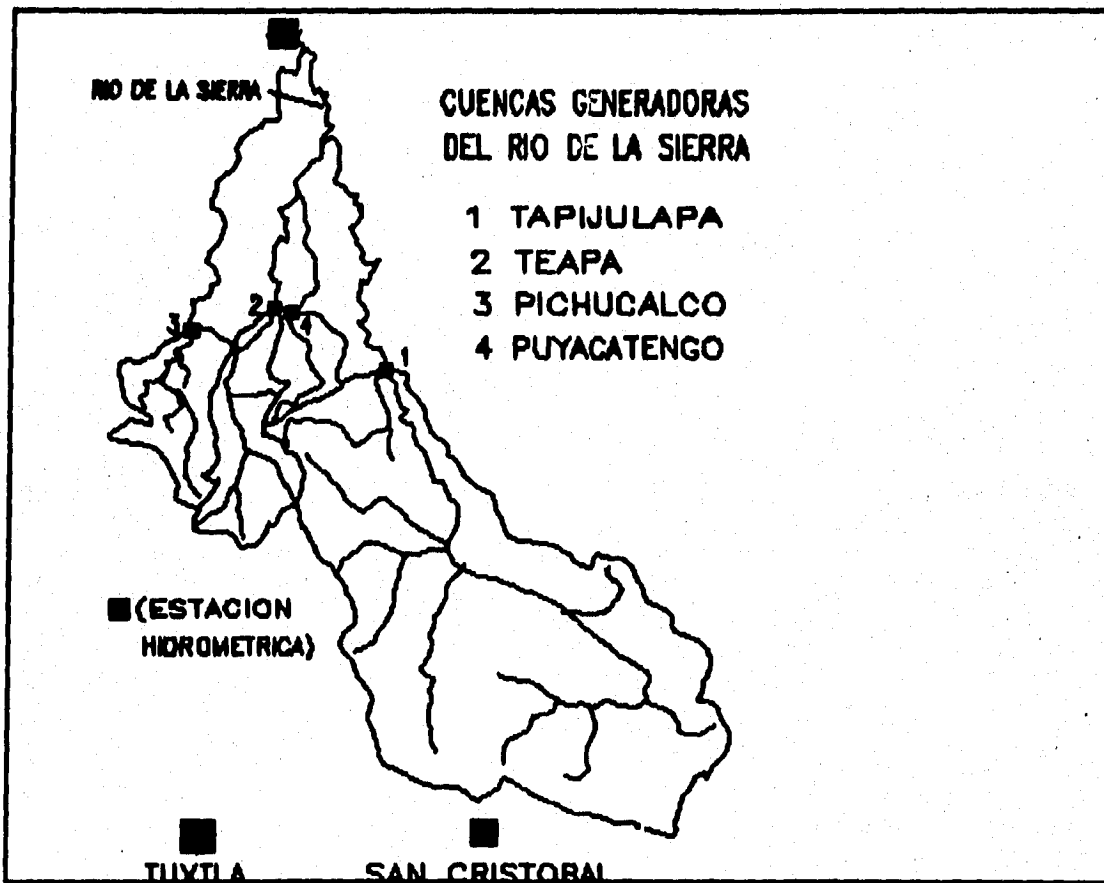 RIO DE LA SIERRA
CUENCAS GENERADORAS
DEL RIO DE LA SIERRA
1 TAPIJULAPA
2 TEAPA
3 PICHUCALCO
4 PUYACATENGO
2
4
3
1
(ESTACION
HIDROMETRICA)
TUXTLA
SAN CRISTOBAL